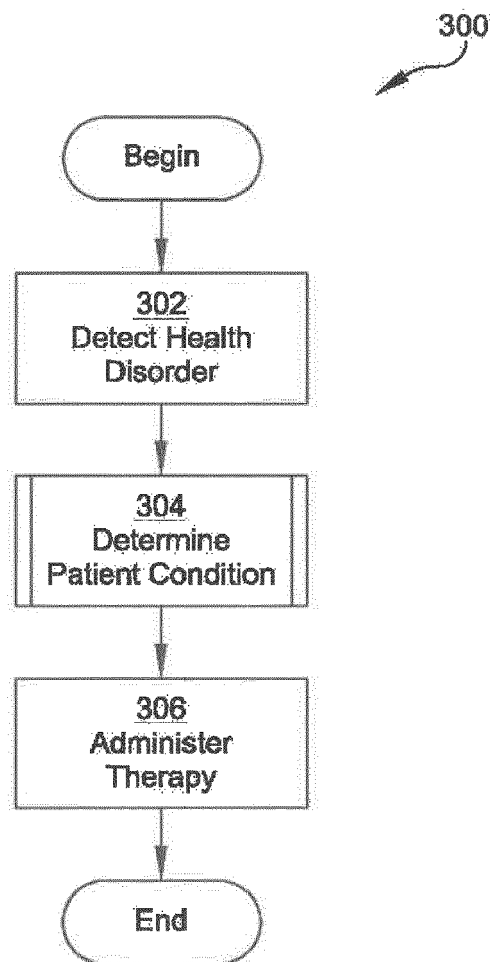 300
Begin
302
Detect Health
Disorder
304
Determine
Patient Condition
306
Administer
Therapy
End